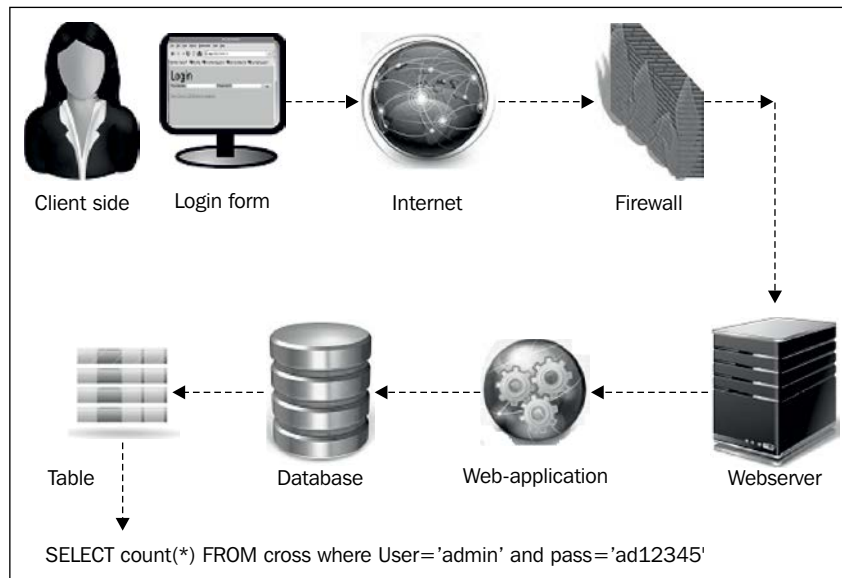 Login
Client side
Login form
Internet
Firewall
Table
Database
Web-application
Webserver
SELECT count(*) FROM cross where User=’admin’ and pass=’ad12345'